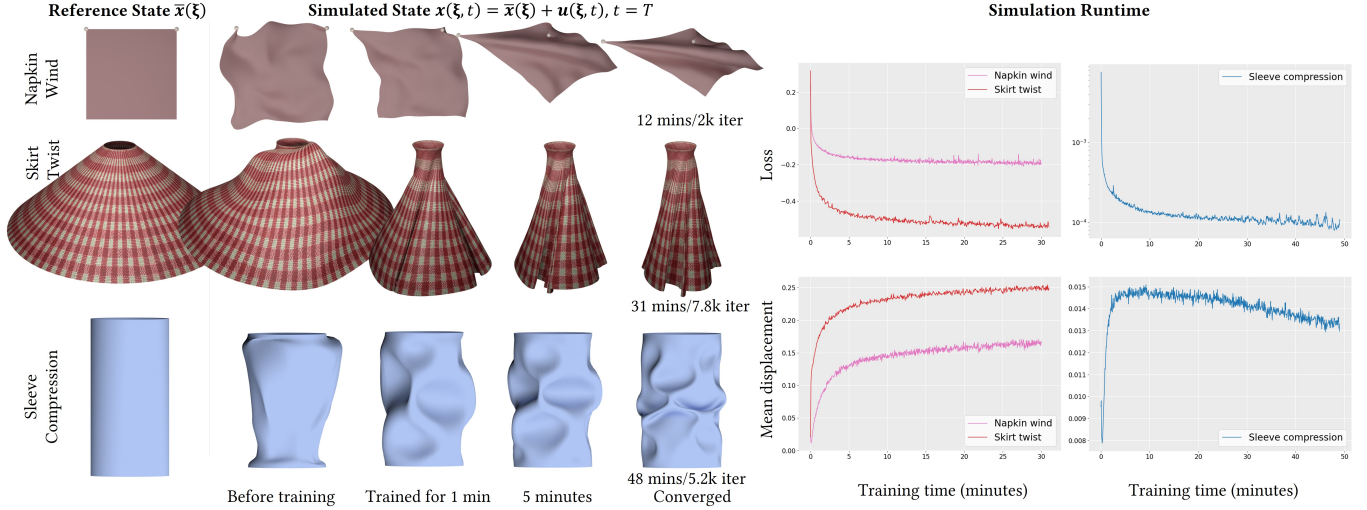 Reference State x̄(ξ)
Simulated State x(ξ, t) = x̄(ξ) + u(ξ, t), t = T
Simulation Runtime
Napkin
Wind
12 mins/2k iter
Skirt
Twist
31 mins/7.8k iter
Sleeve
Compression
48 mins/5.2k iter
Before training
Trained for 1 min
5 minutes
Converged
Loss
0.2
0.0
−0.2
−0.4
Napkin wind
Skirt twist
0 5 10 15 20 25 30
10⁻³
10⁻⁴
Sleeve compression
0 10 20 30 40 50
Mean displacement
0.25
0.20
0.15
0.10
0.05
0.00
Napkin wind
Skirt twist
0 5 10 15 20 25 30
Training time (minutes)
0.015
0.014
0.013
0.012
0.011
0.010
0.009
0.008
Sleeve compression
0 10 20 30 40 50
Training time (minutes)